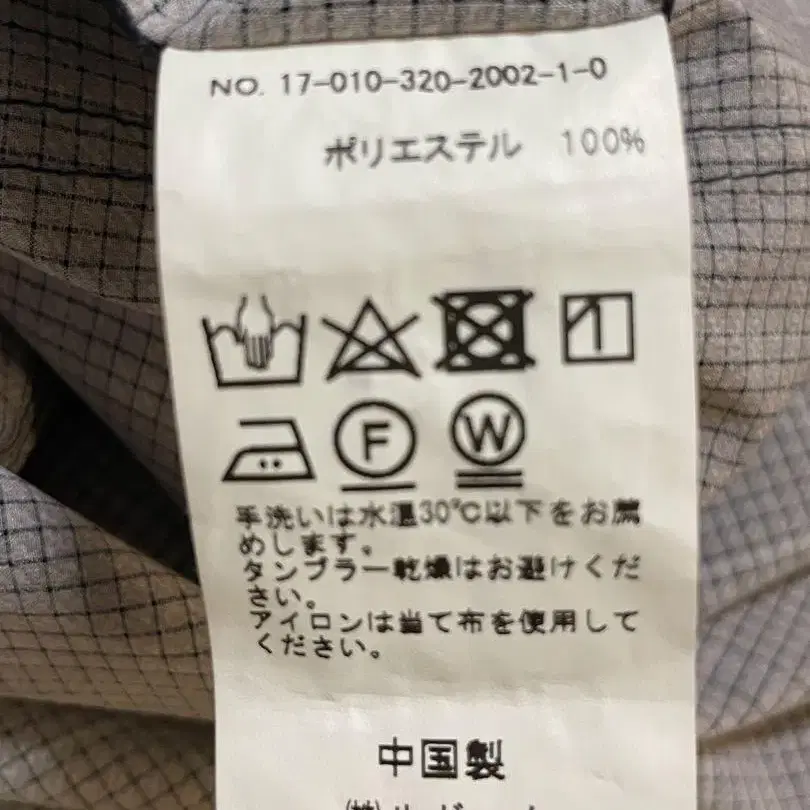 NO. 17-010-320-2002-1-0
ポリエステル 100%
F
W
手洗いは水温30℃以下をお薦
めします。
タンブラー乾燥はお避けくだ
さい。
アイロンは当て布を使用して
ください。
中国製